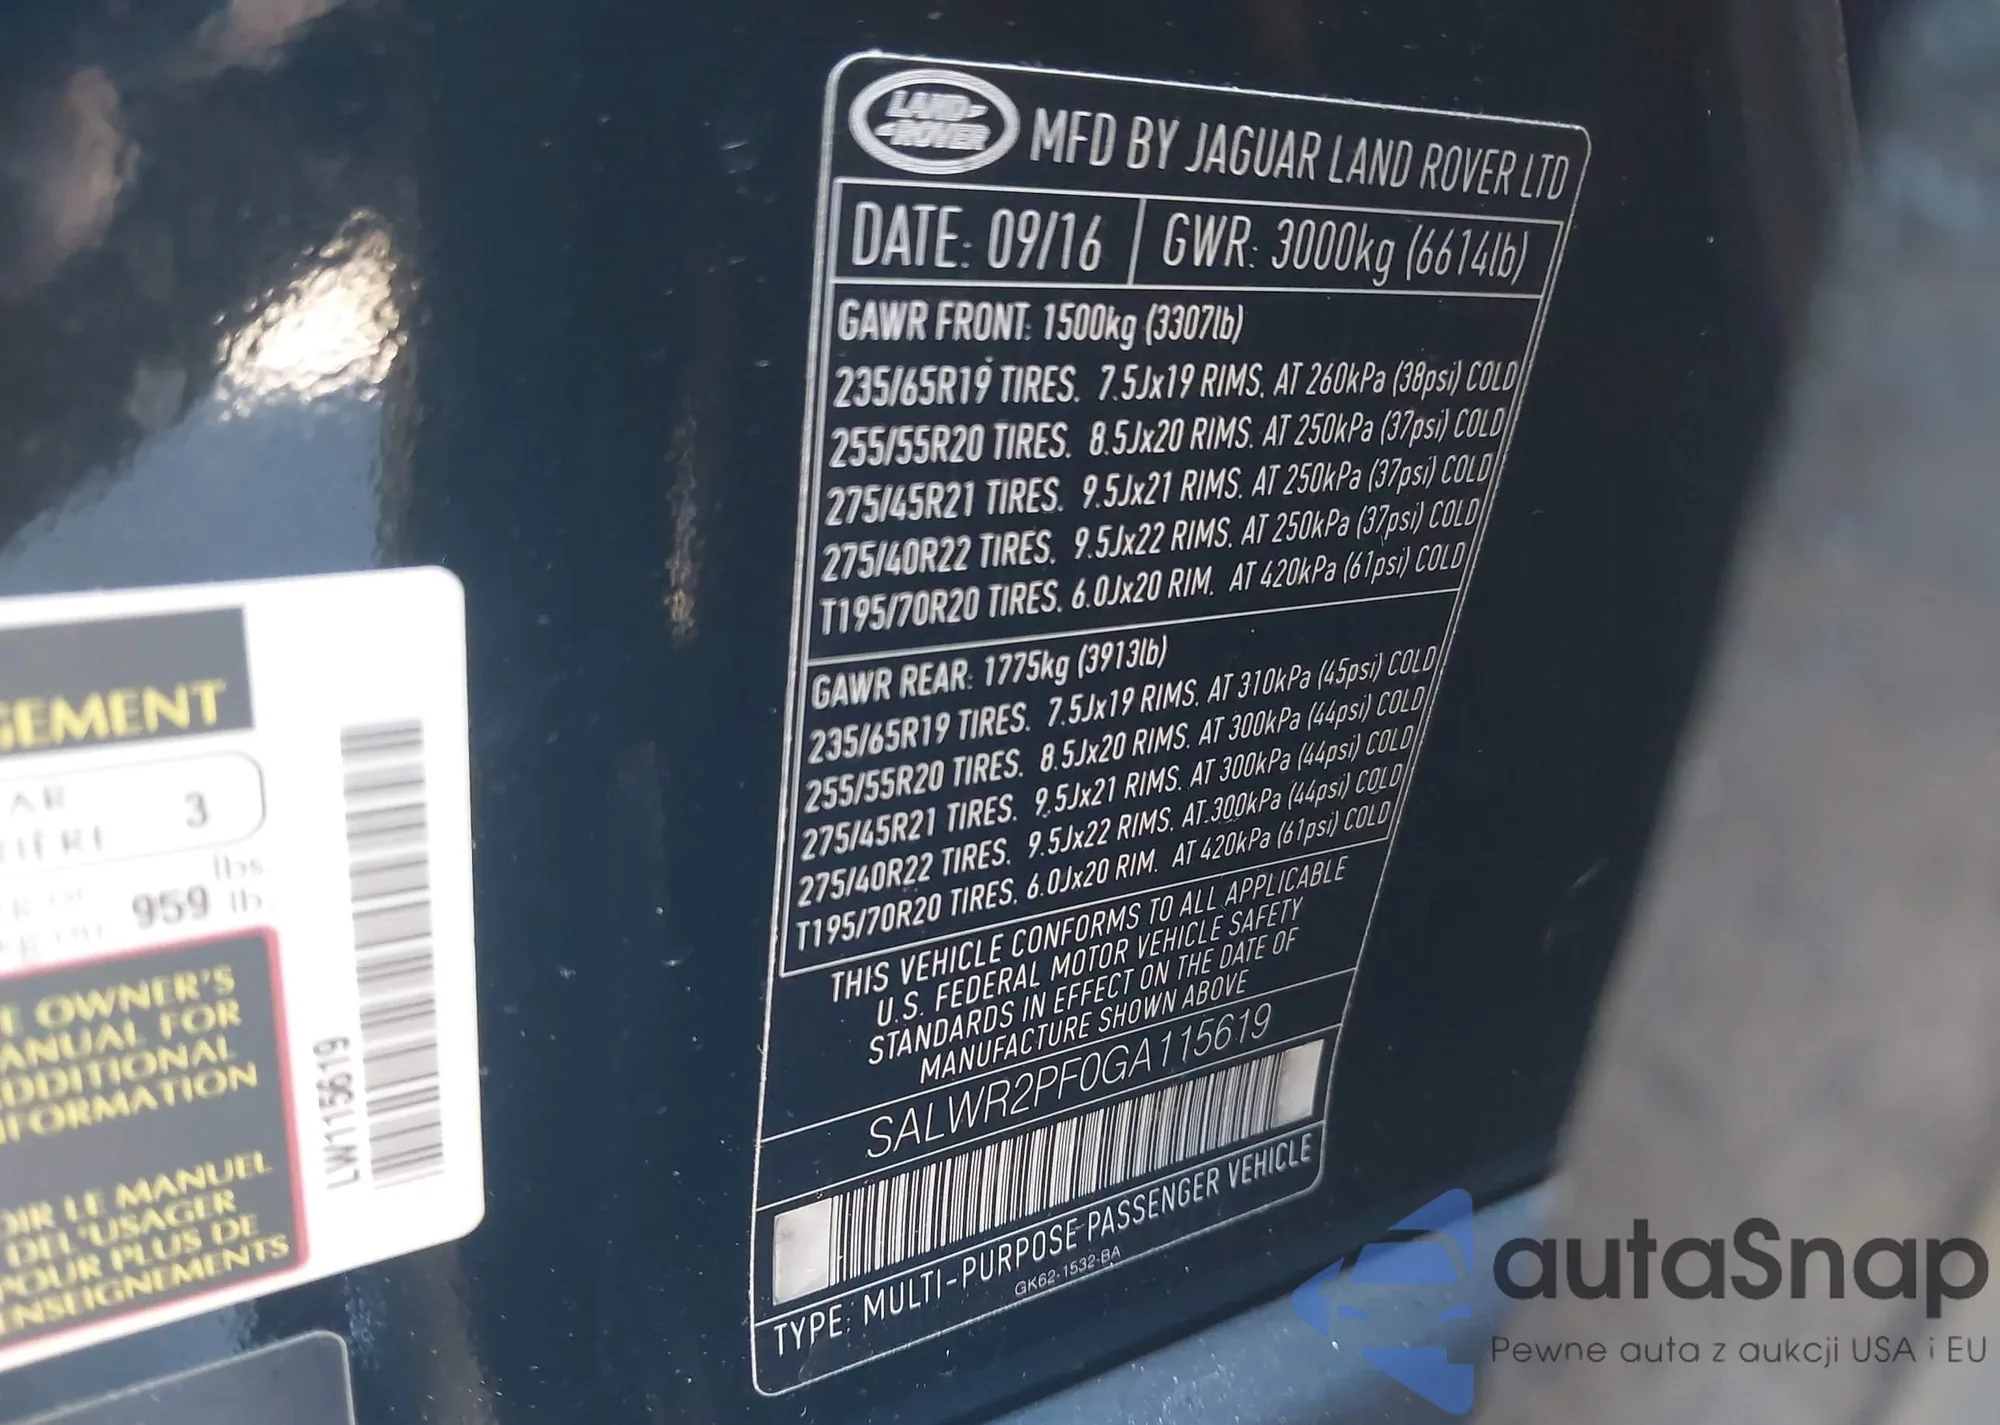 LAND
ROVER
MFD BY JAGUAR LAND ROVER LTD
DATE: 09/16
GWR: 3000kg (6614lb)
GAWR FRONT: 1500kg (3307lb)
235/65R19 TIRES. 7.5Jx19 RIMS. AT 260kPa (38psi) COLD
255/55R20 TIRES. 8.5Jx20 RIMS. AT 250kPa (37psi) COLD
275/45R21 TIRES. 9.5Jx21 RIMS. AT 250kPa (37psi) COLD
275/40R22 TIRES. 9.5Jx22 RIMS. AT 250kPa (37psi) COLD
T195/70R20 TIRES. 6.0Jx20 RIM. AT 420kPa (61psi) COLD
GAWR REAR: 1775kg (3913lb)
235/65R19 TIRES. 7.5Jx19 RIMS. AT 310kPa (45psi) COLD
255/55R20 TIRES. 8.5Jx20 RIMS. AT 300kPa (44psi) COLD
275/45R21 TIRES. 9.5Jx21 RIMS. AT 300kPa (44psi) COLD
275/40R22 TIRES. 9.5Jx22 RIMS. AT 300kPa (44psi) COLD
T195/70R20 TIRES. 6.0Jx20 RIM. AT 420kPa (61psi) COLD
THIS VEHICLE CONFORMS TO ALL APPLICABLE
U.S. FEDERAL MOTOR VEHICLE SAFETY
STANDARDS IN EFFECT ON THE DATE OF
MANUFACTURE SHOWN ABOVE
SALWR2PF0GA115619
TYPE: MULTI-PURPOSE PASSENGER VEHICLE
GK62-1532-BA
GEMENT
AR
3
lbs
959 lb.
E OWNER'S
ANUAL FOR
DDITIONAL
FORMATION
OIR LE MANUEL
DE L'USAGER
POUR PLUS DE
ENSEIGNEMENTS
LW115619
autaSnap
Pewne auta z aukcji USA i EU